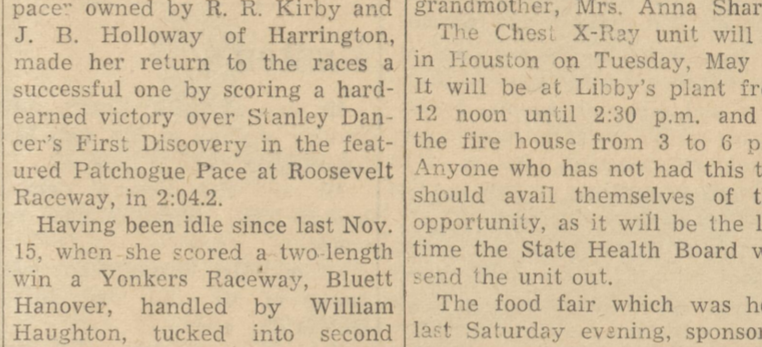 pacer owned by R. R. Kirby and
J. B. Holloway of Harrington,
made her return to the races a
successful one by scoring a hard-
earned victory over Stanley Dan-
cer's First Discovery in the feat-
ured Patchogue Pace at Roosevelt
Raceway, in 2:04.2.
Having been idle since last Nov.
15, when she scored a two-length
win a Yonkers Raceway, Bluett
Hanover, handled by William
Haughton, tucked into second
grandmother, Mrs. Anna Shar
The Chest X-Ray unit will
in Houston on Tuesday, May
It will be at Libby's plant fr
12 noon until 2:30 p.m. and
the fire house from 3 to 6 p
Anyone who has not had this t
should avail themselves of t
opportunity, as it will be the l
time the State Health Board w
send the unit out.
The food fair which was he
last Saturday evening, sponsor